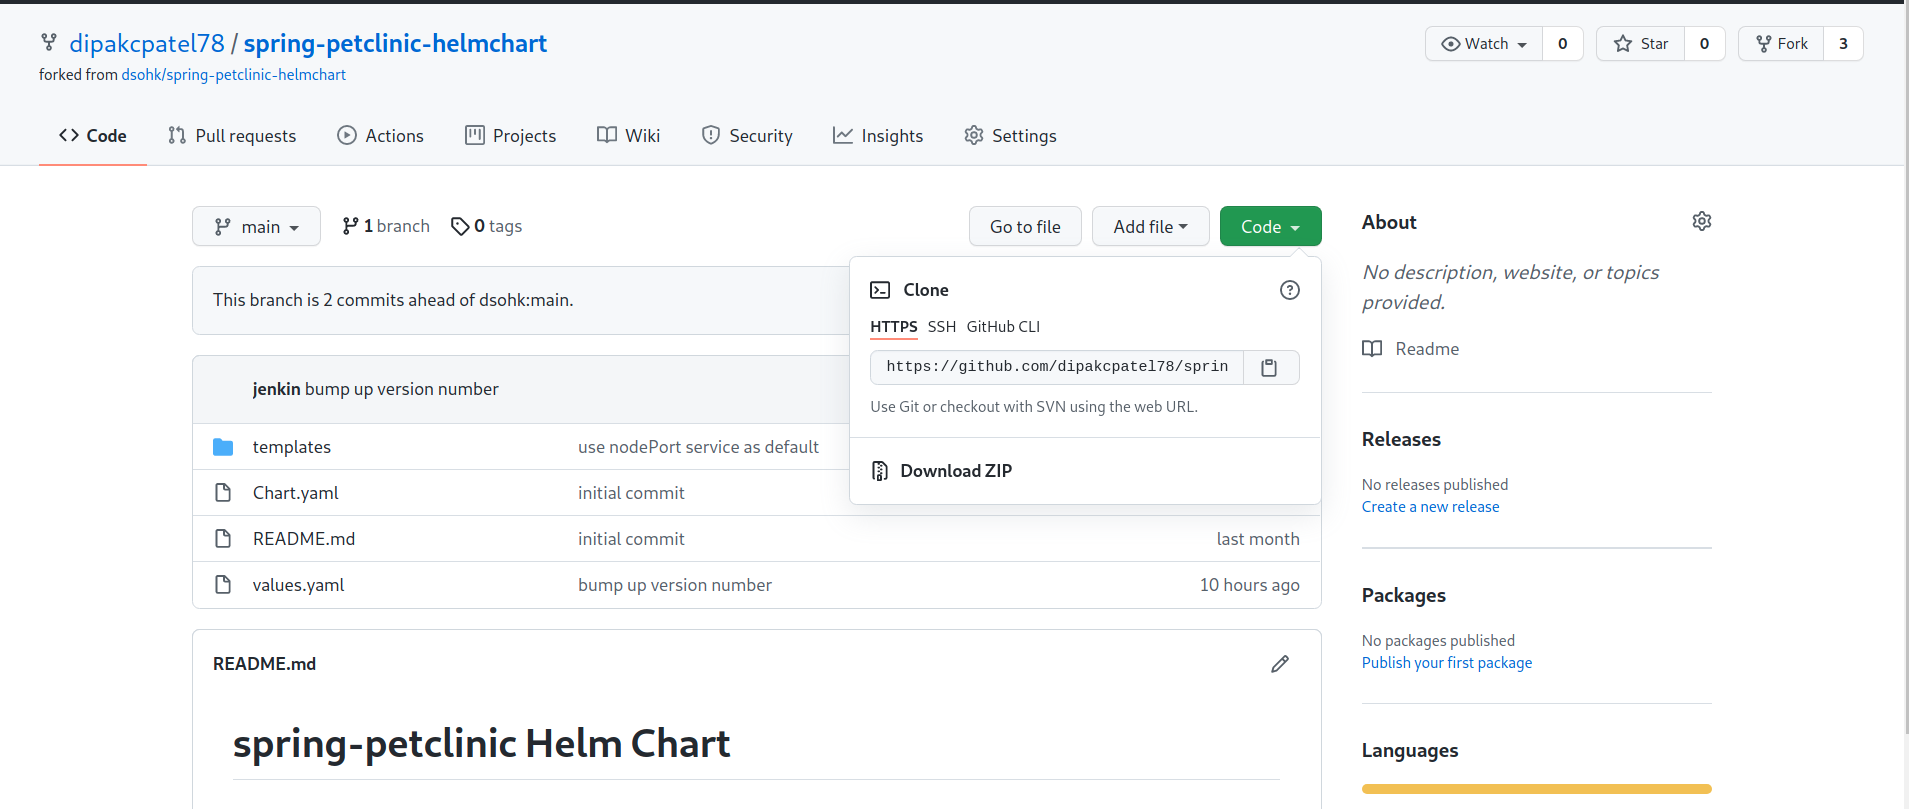 dipakcpatel78 / spring-petclinic-helmchart
forked from dsohk/spring-petclinic-helmchart
Watch 0 Star 0 Fork 3
Code Pull requests Actions Projects Wiki Security Insights Settings
main 1 branch 0 tags Go to file Add file Code
This branch is 2 commits ahead of dsohk:main.
jenkin bump up version number
templates use nodePort service as default
Chart.yaml initial commit
README.md initial commit last month
values.yaml bump up version number 10 hours ago
Clone
HTTPS SSH GitHub CLI
https://github.com/dipakcpatel78/sprin
Use Git or checkout with SVN using the web URL.
Download ZIP
README.md
spring-petclinic Helm Chart
About
No description, website, or topics
provided.
Readme
Releases
No releases published
Create a new release
Packages
No packages published
Publish your first package
Languages